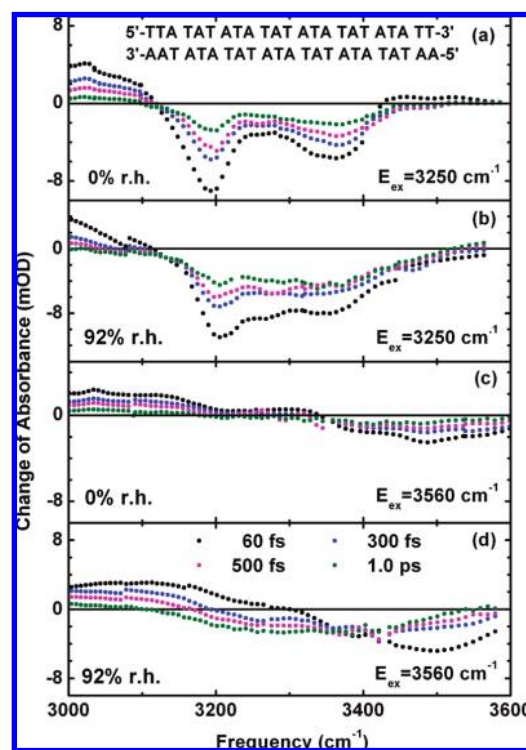 5'-TTA TAT ATA TAT ATA TAT ATA TT-3'
(a)
3'-AAT ATA TAT ATA TAT ATA TAT AA-5'
0
-8
0% r.h.
E_ex=3250 cm⁻¹
(b)
0
-8
92% r.h.
E_ex=3250 cm⁻¹
(c)
0
-8
0% r.h.
E_ex=3560 cm⁻¹
8
60 fs
300 fs
(d)
500 fs
1.0 ps
0
-8
92% r.h.
E_ex=3560 cm⁻¹
3000
3200
3400
3600
Frequency (cm⁻¹)
Change of Absorbance (mOD)